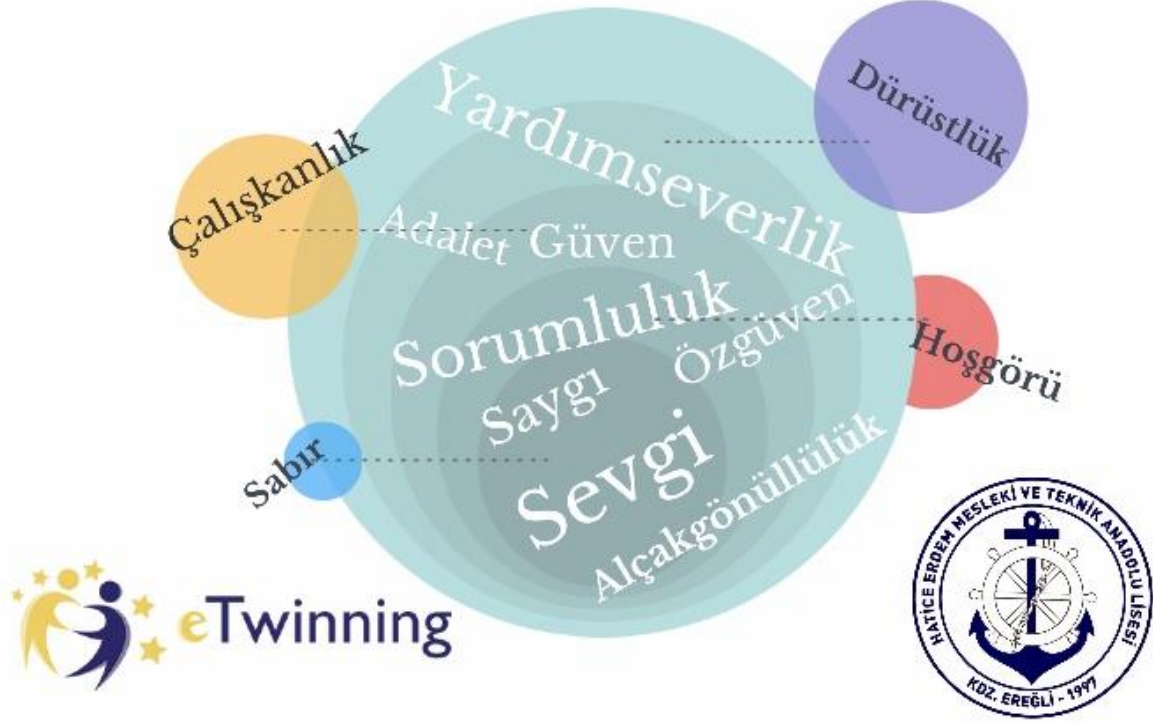 Yardımseverlik
Dürüstlük
Çalışkanlık
Adalet
Güven
Sorumluluk
Özgüven
Hoşgörü
Saygı
Sevgi
Sabır
Alçakgönüllülük
eTwinning
HATİCE ERDEM MESLEKİ VE TEKNİK ANADOLU LİSESİ
KDZ. EREĞLİ - 1997